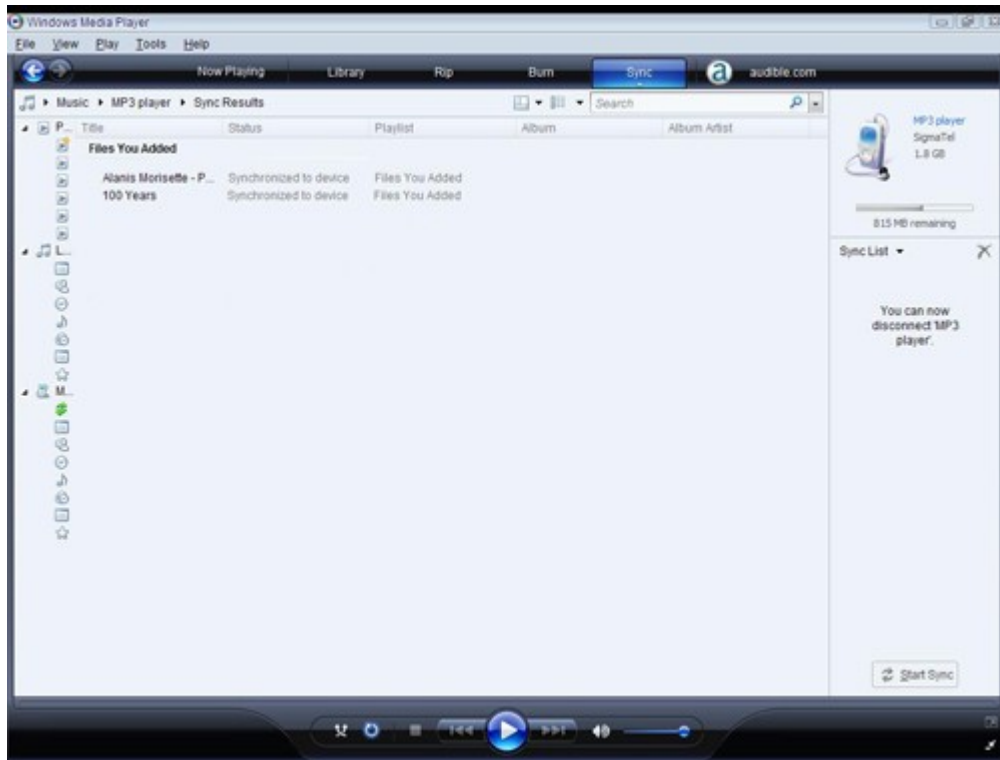 Windows Media Player
File View Play Tools Help
Now Playing Library Rip Burn Sync a audible.com
Music MP3 player Sync Results Search
P... Title Status Playlist Album Album Artist
Files You Added
Alanis Morisette - P... Synchronized to device Files You Added
100 Years Synchronized to device Files You Added
L...
M...
MP3 player
SigmaTel
1.8 GB
815 MB remaining
Sync List
You can now
disconnect 'MP3
player'.
Start Sync